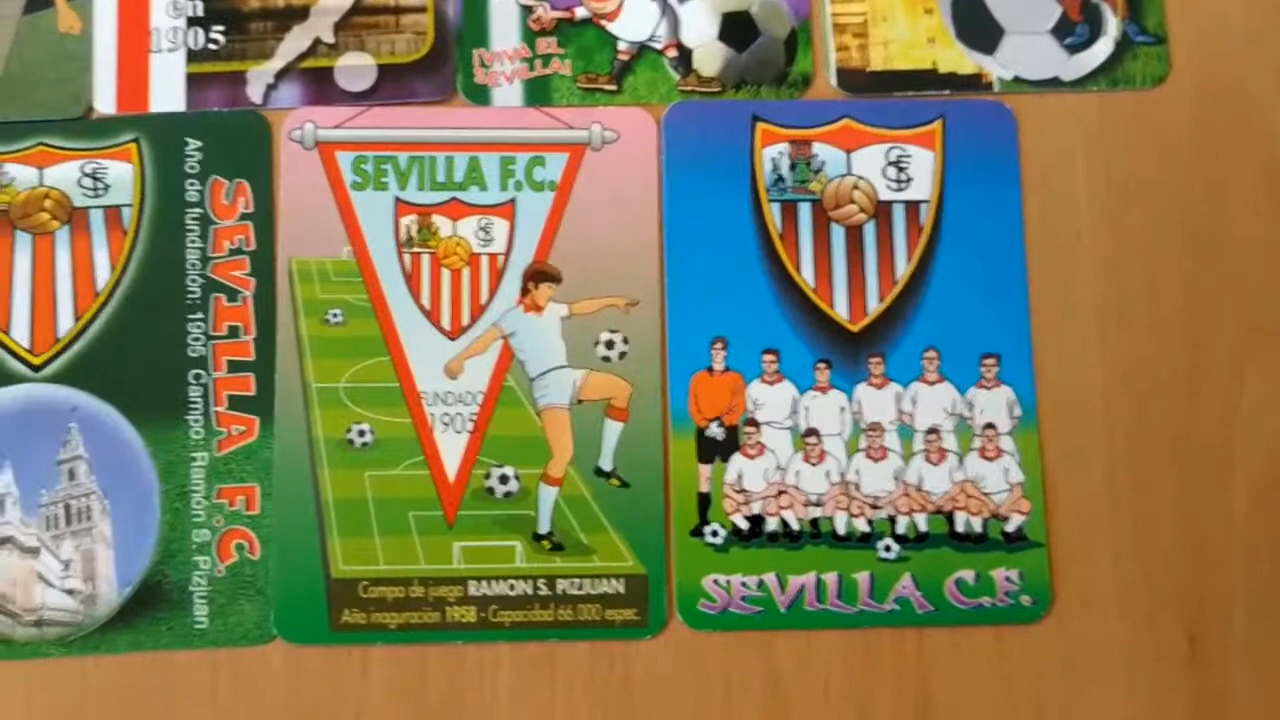 en
1905
¡VIVA EL
SEVILLA!
SEVILLA F.C.
Año de fundación: 1905 Campo: Ramón S. Pizjuan
SEVILLA F.C.
FUNDADO
1905
Campo de juego RAMON S. PIZJUAN
Año inaguración 1958 - Capacidad 66.000 espec.
SEVILLA C.F.